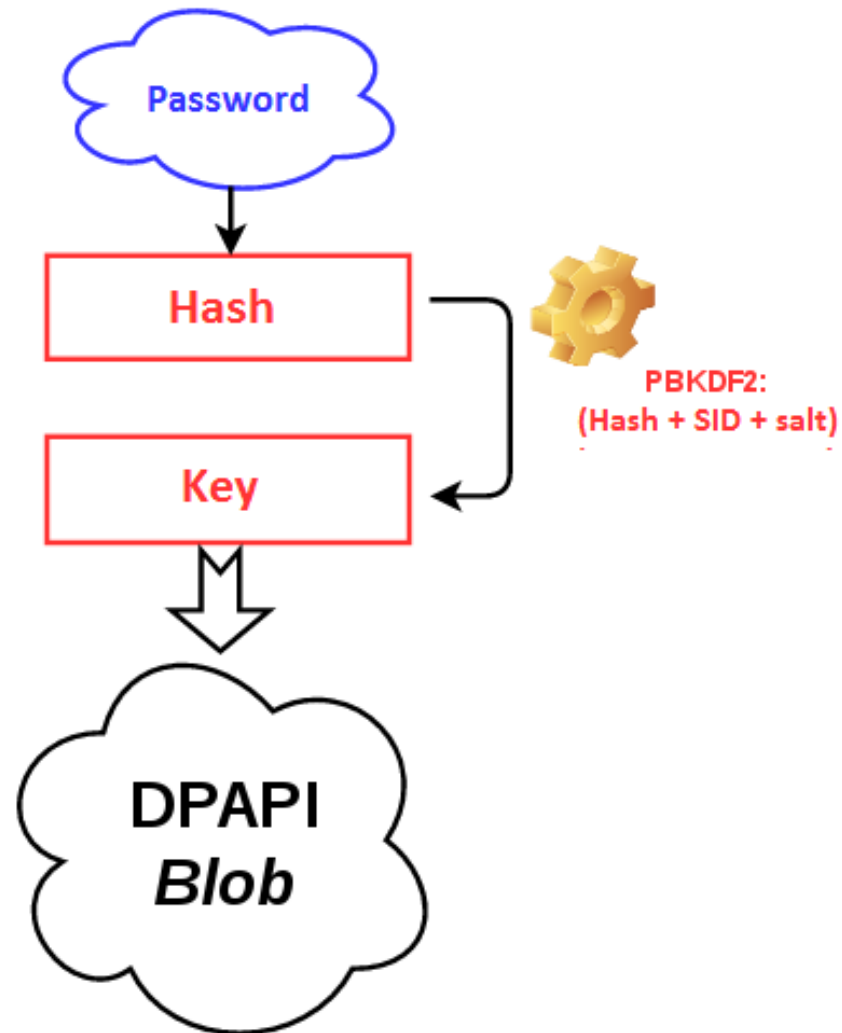 Password
Hash
PBKDF2:
(Hash + SID + salt)
Key
DPAPI
Blob